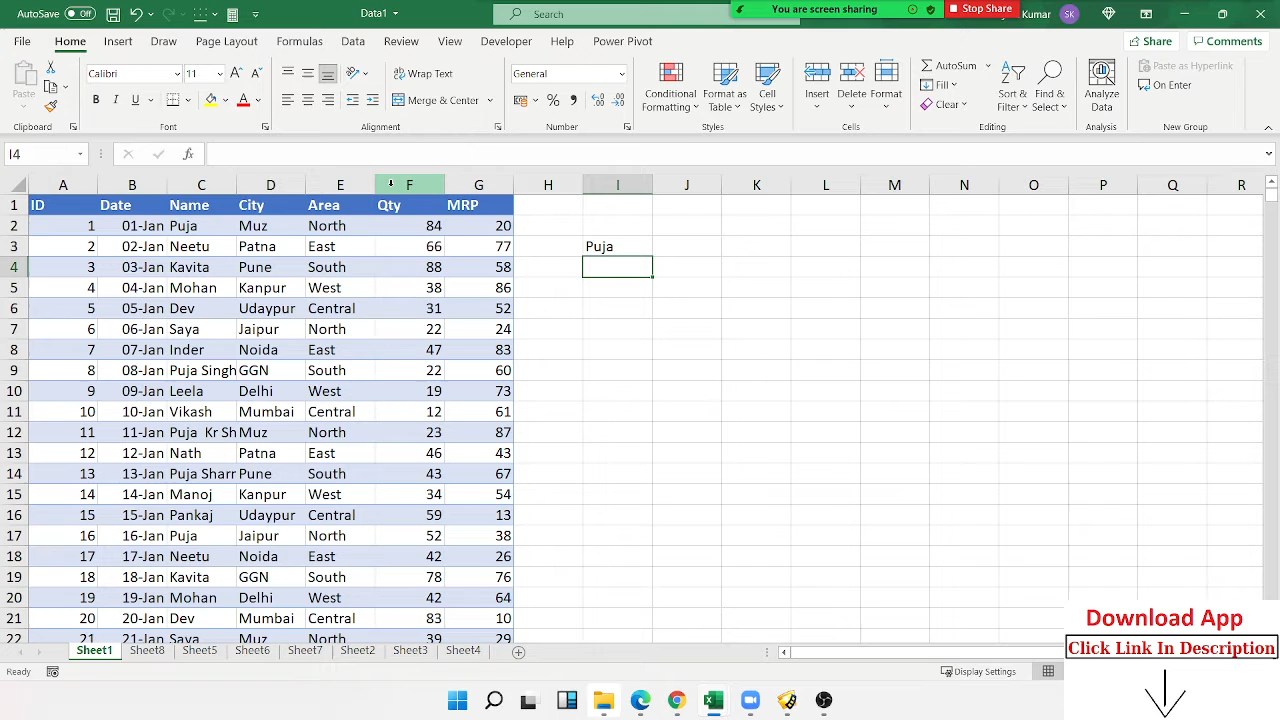 AutoSave Off Data1 Search You are screen sharing Stop Share Kumar SK
File Home Insert Draw Page Layout Formulas Data Review View Developer Help Power Pivot Share Comments
Paste Calibri 11 Wrap Text General Conditional Formatting Format as Table Cell Styles Insert Delete Format AutoSum Fill Clear Sort & Filter Find & Select Analyze Data Paste as Hyperlink On Enter
B I U Merge & Center
Clipboard Font Alignment Number Styles Cells Editing Analysis New Group
I4 fx
A B C D E F G H I J K L M N O P Q R
1 ID Date Name City Area Qty MRP
2 1 01-Jan Puja Muz North 84 20
3 2 02-Jan Neetu Patna East 66 77 Puja
4 3 03-Jan Kavita Pune South 88 58
5 4 04-Jan Mohan Kanpur West 38 86
6 5 05-Jan Dev Udaypur Central 31 52
7 6 06-Jan Saya Jaipur North 22 24
8 7 07-Jan Inder Noida East 47 83
9 8 08-Jan Puja Singh GGN South 22 60
10 9 09-Jan Leela Delhi West 19 73
11 10 10-Jan Vikash Mumbai Central 12 61
12 11 11-Jan Puja Kr Sh Muz North 23 87
13 12 12-Jan Nath Patna East 46 43
14 13 13-Jan Puja Sharr Pune South 43 67
15 14 14-Jan Manoj Kanpur West 34 54
16 15 15-Jan Pankaj Udaypur Central 59 13
17 16 16-Jan Puja Jaipur North 52 38
18 17 17-Jan Neetu Noida East 42 26
19 18 18-Jan Kavita GGN South 78 76
20 19 19-Jan Mohan Delhi West 42 64
21 20 20-Jan Dev Mumbai Central 83 10
22 21 21-Jan Saya Muz North 39 29
Download App
Click Link In Description
Sheet1 Sheet8 Sheet5 Sheet6 Sheet7 Sheet2 Sheet3 Sheet4
Ready Display Settings